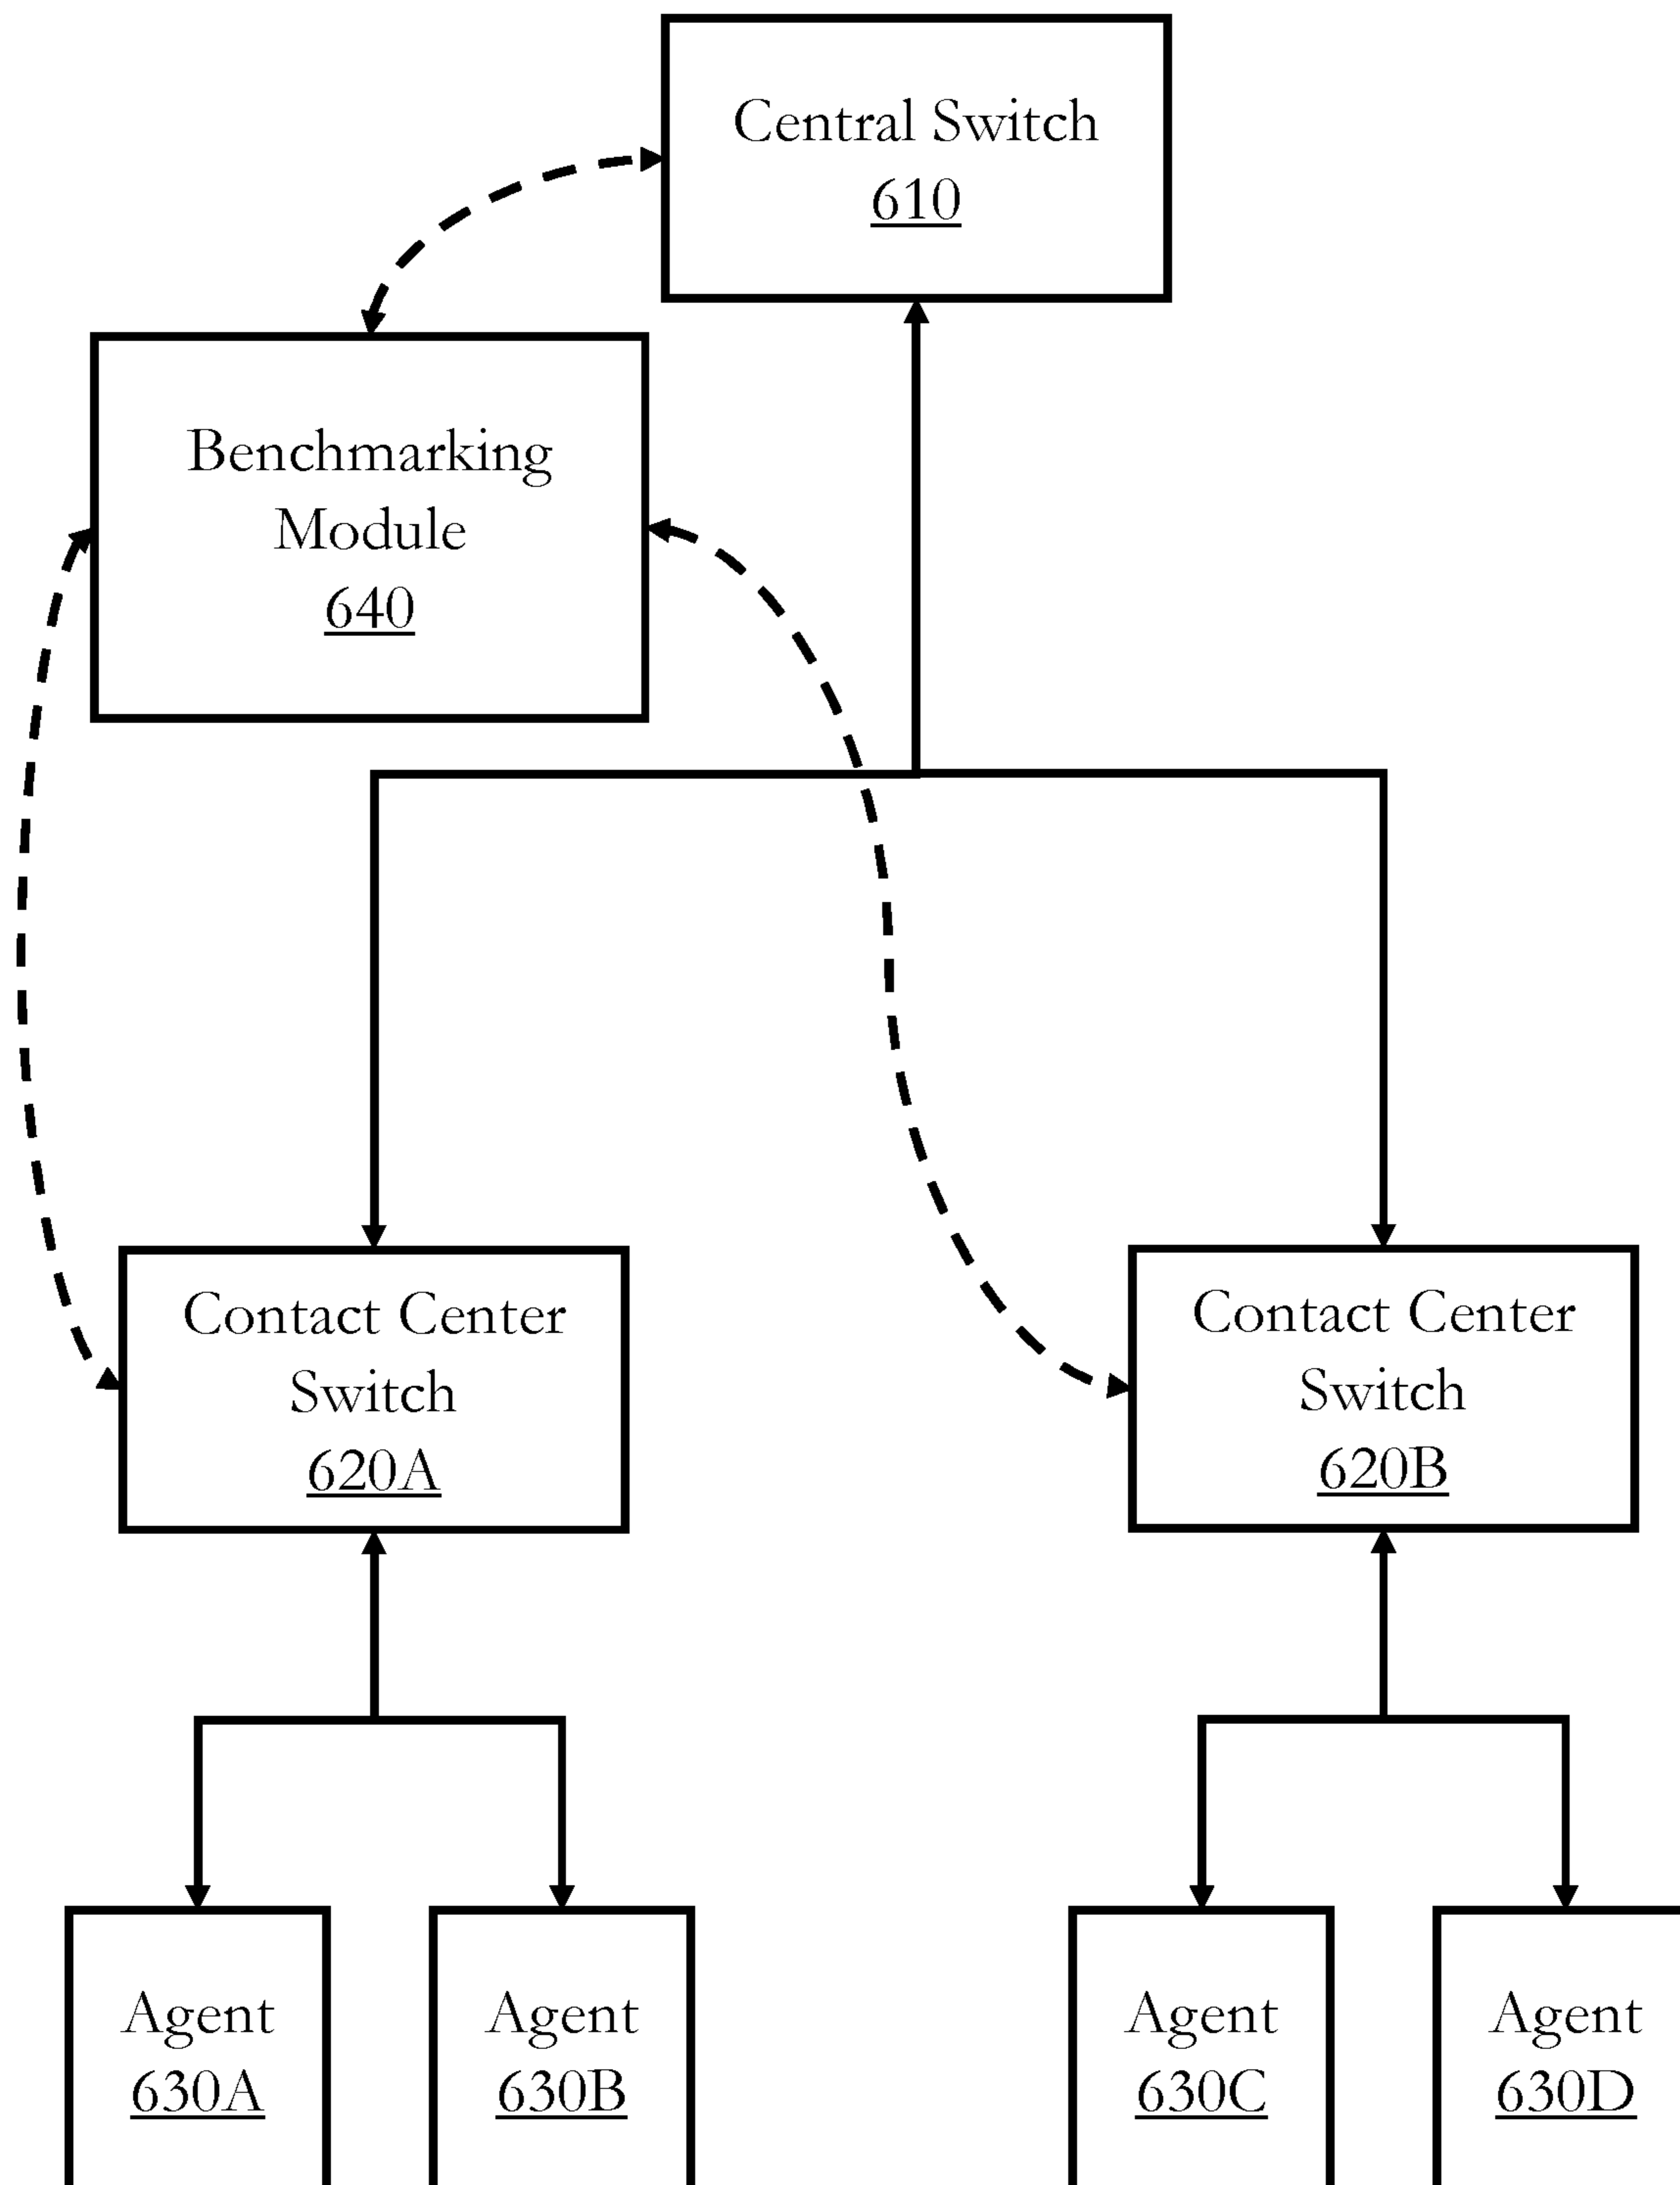 Central Switch
610
Benchmarking
Module
640
Contact Center
Switch
620A
Contact Center
Switch
620B
Agent
630A
Agent
630B
Agent
630C
Agent
630D